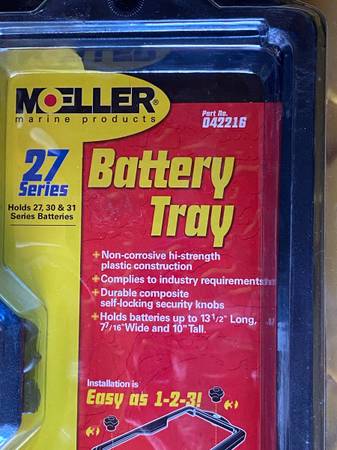 MOELLER®
marine products
Part No.
042216
27
Series
Holds 27, 30 & 31
Series Batteries
Battery
Tray
+ Non-corrosive hi-strength
plastic construction
+ Complies to industry requirements
+ Durable composite
self-locking security knobs
+ Holds batteries up to 13 1/2" Long,
7 7/16" Wide and 10" Tall.
Installation is
Easy as 1-2-3!
3
3